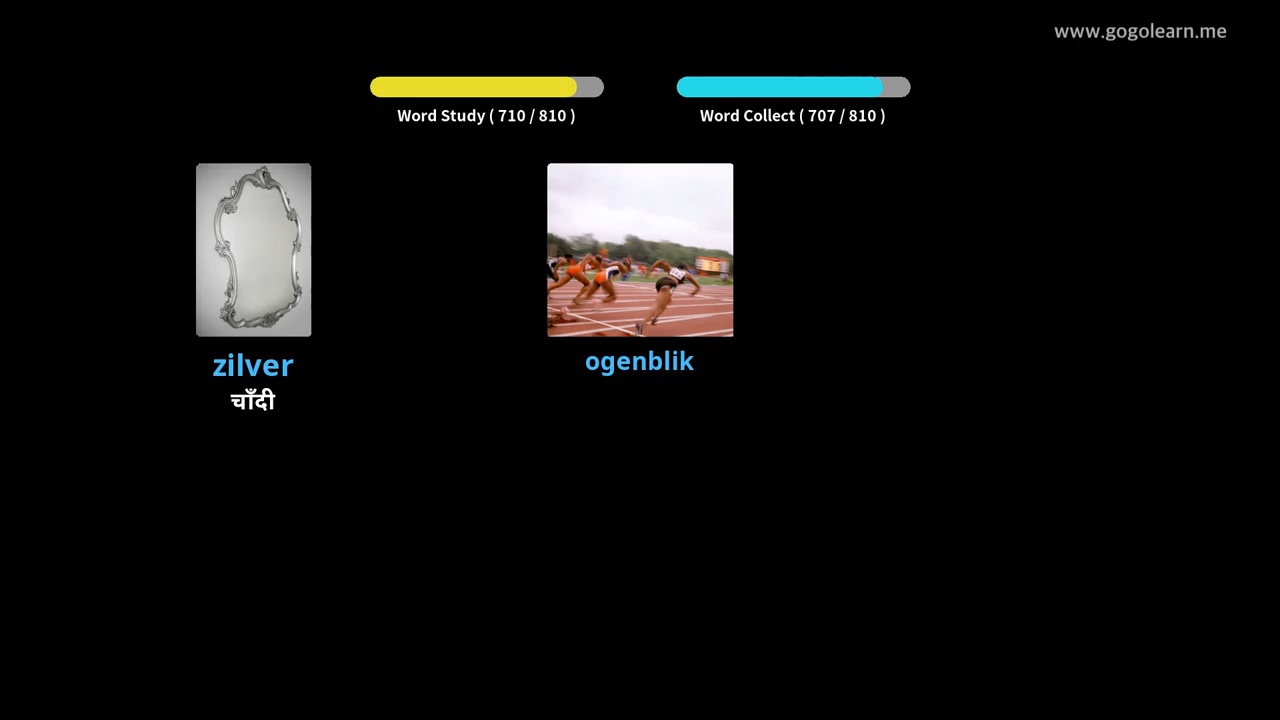 www.gogolearn.me
Word Study ( 710 / 810 )
Word Collect ( 707 / 810 )
zilver
चाँदी
ogenblik